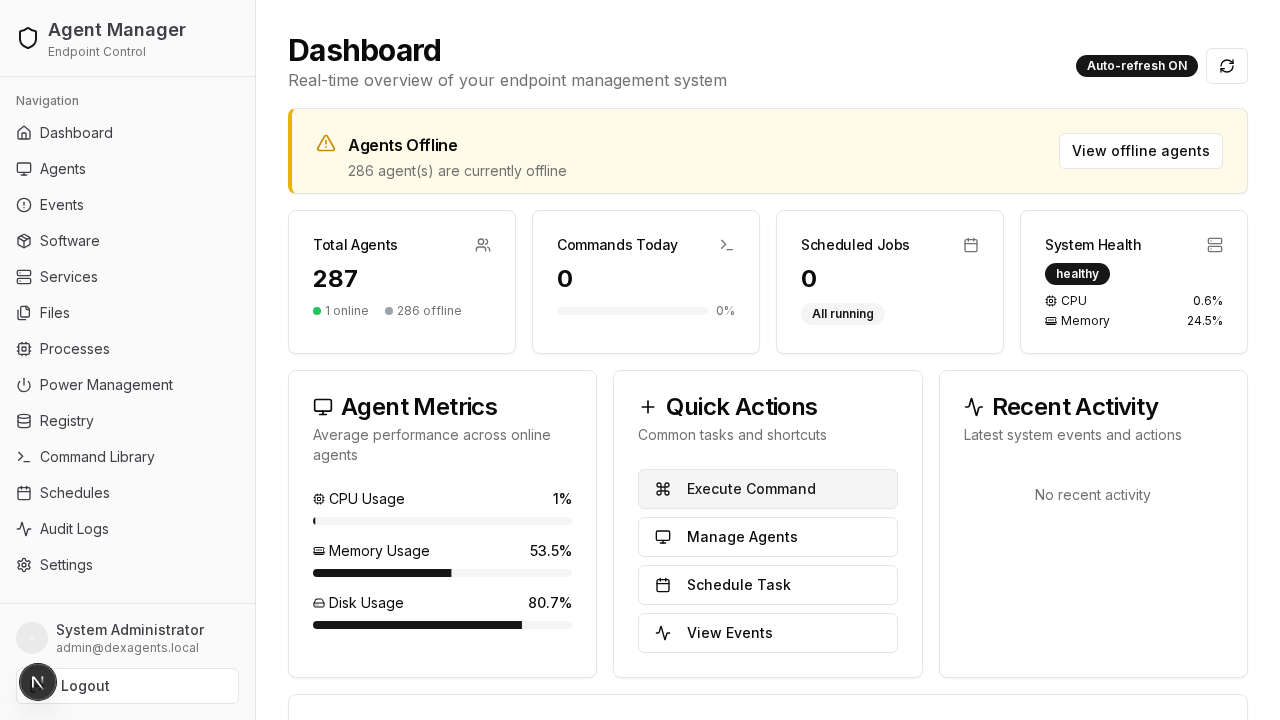 Agent Manager
Endpoint Control
Navigation
Dashboard
Agents
Events
Software
Services
Files
Processes
Power Management
Registry
Command Library
Schedules
Audit Logs
Settings
System Administrator
admin@dexagents.local
N
Logout
Dashboard
Real-time overview of your endpoint management system
Auto-refresh ON
Agents Offline
286 agent(s) are currently offline
View offline agents
Total Agents
287
1 online 286 offline
Commands Today
0
0%
Scheduled Jobs
0
All running
System Health
healthy
CPU 0.6%
Memory 24.5%
Agent Metrics
Average performance across online
agents
CPU Usage 1%
Memory Usage 53.5%
Disk Usage 80.7%
Quick Actions
Common tasks and shortcuts
Execute Command
Manage Agents
Schedule Task
View Events
Recent Activity
Latest system events and actions
No recent activity